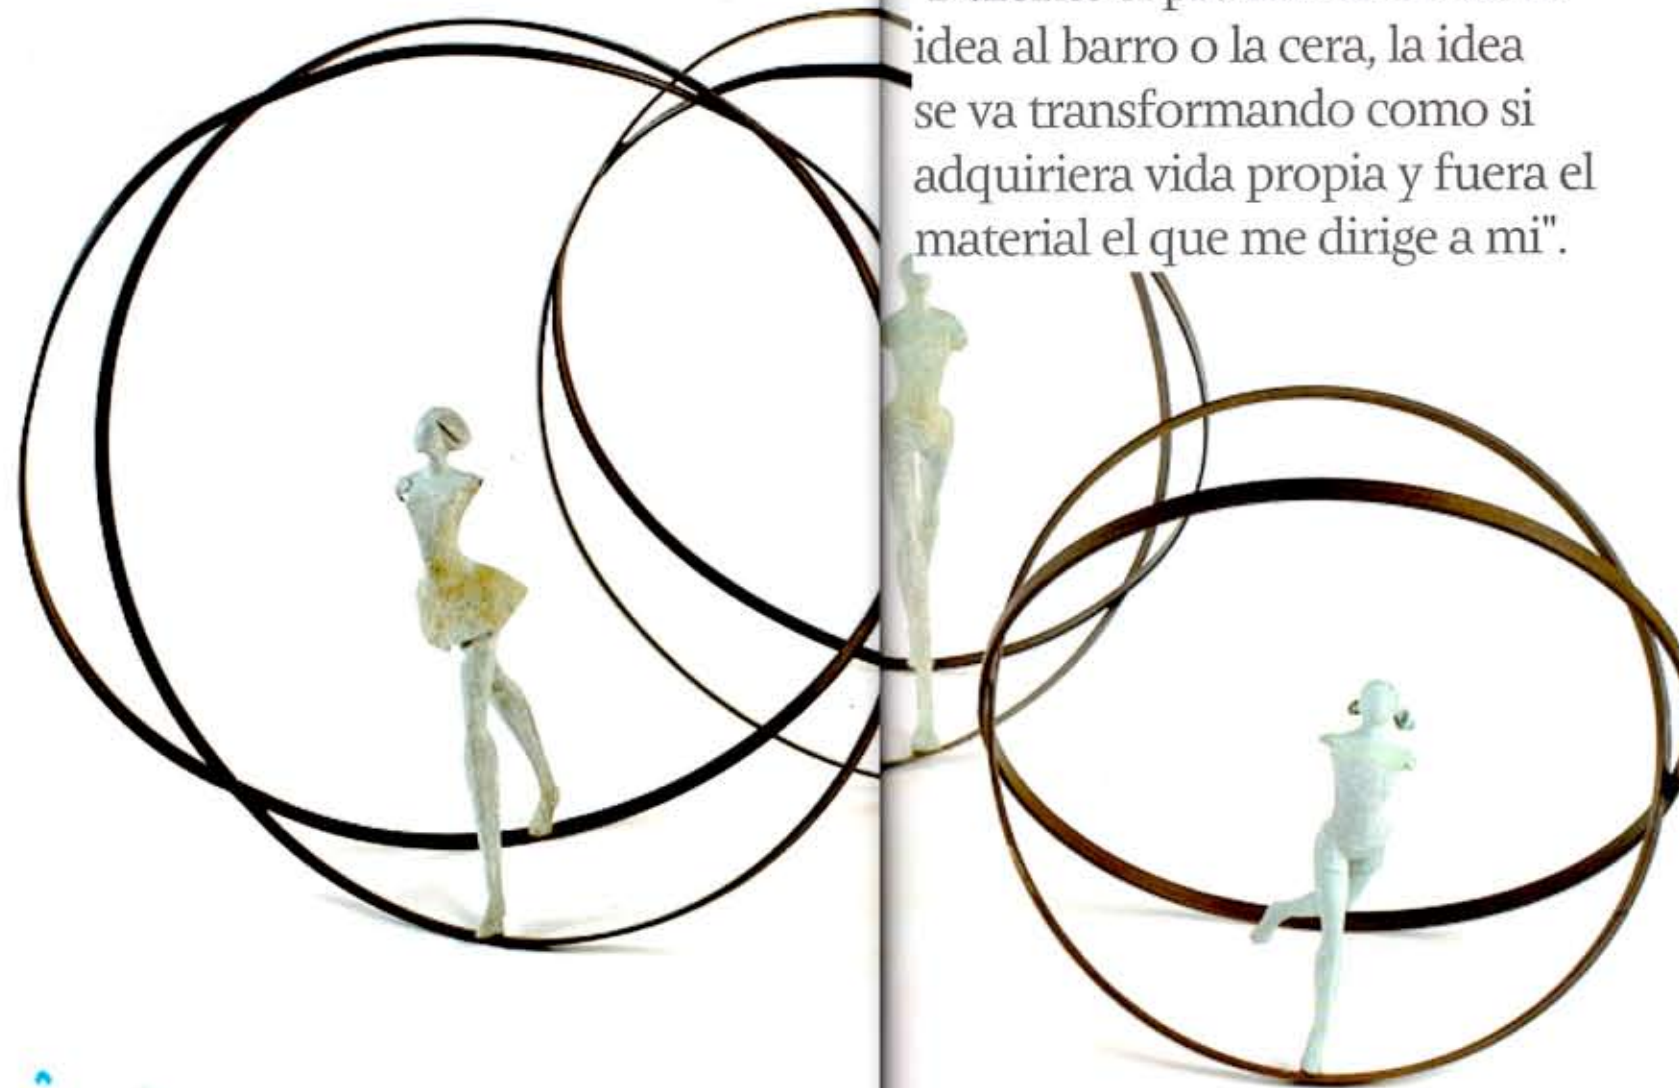 idea al barro o la cera, la idea
se va transformando como si
adquiriera vida propia y fuera el
material el que me dirige a mi".